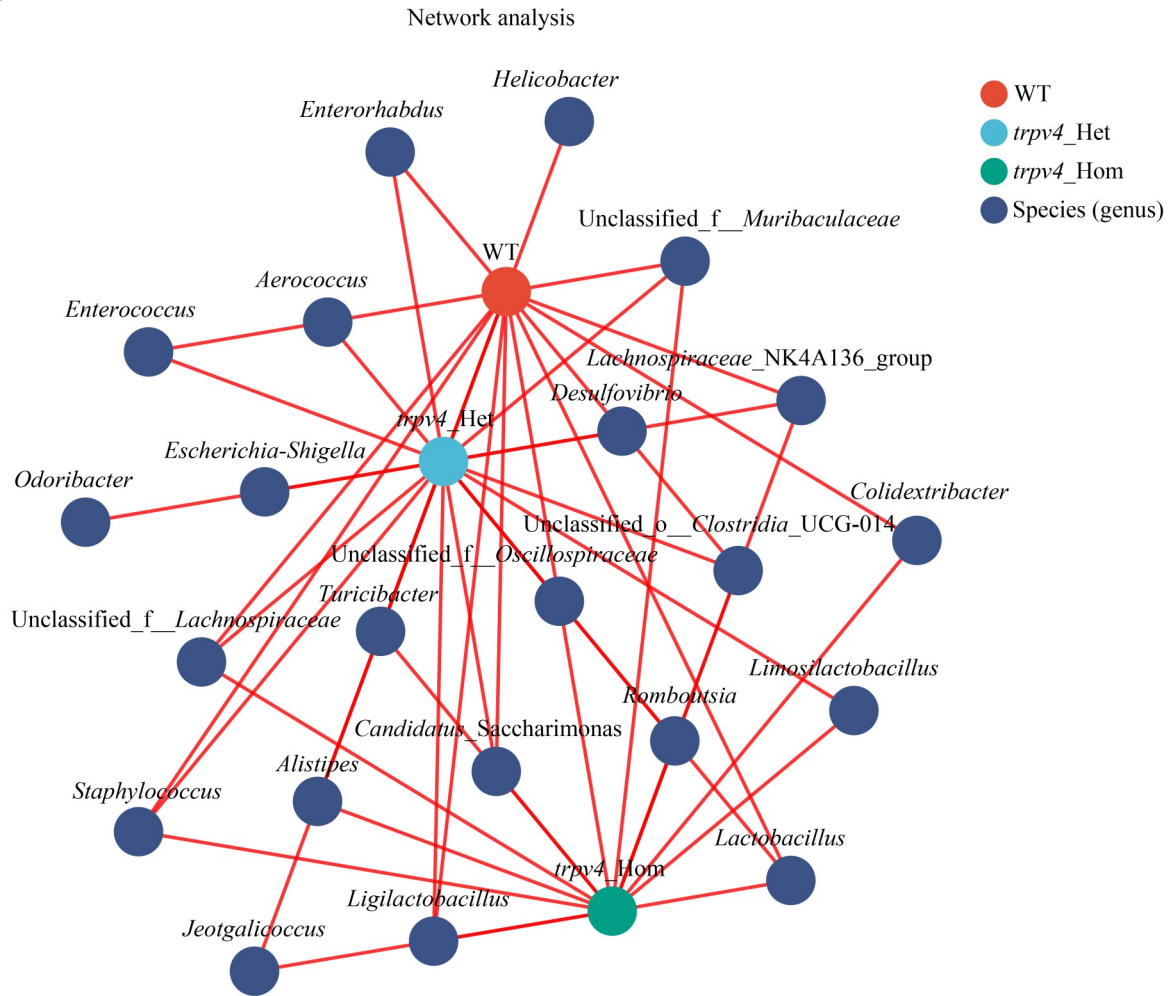 Network analysis
Helicobacter
Enterorhabdus
WT
trpv4_Het
trpv4_Hom
Species (genus)
Unclassified_f__Muribaculaceae
WT
Aerococcus
Enterococcus
Lachnospiraceae_NK4A136_group
Desulfovibrio
trpv4_Het
Escherichia-Shigella
Odoribacter
Colidextribacter
Unclassified_o__Clostridia_UCG-014
Unclassified_f__Oscillospiraceae
Turicibacter
Unclassified_f__Lachnospiraceae
Limosilactobacillus
Romboutsia
Candidatus_Saccharimonas
Alistipes
Staphylococcus
Lactobacillus
trpv4_Hom
Ligilactobacillus
Jeotgalicoccus